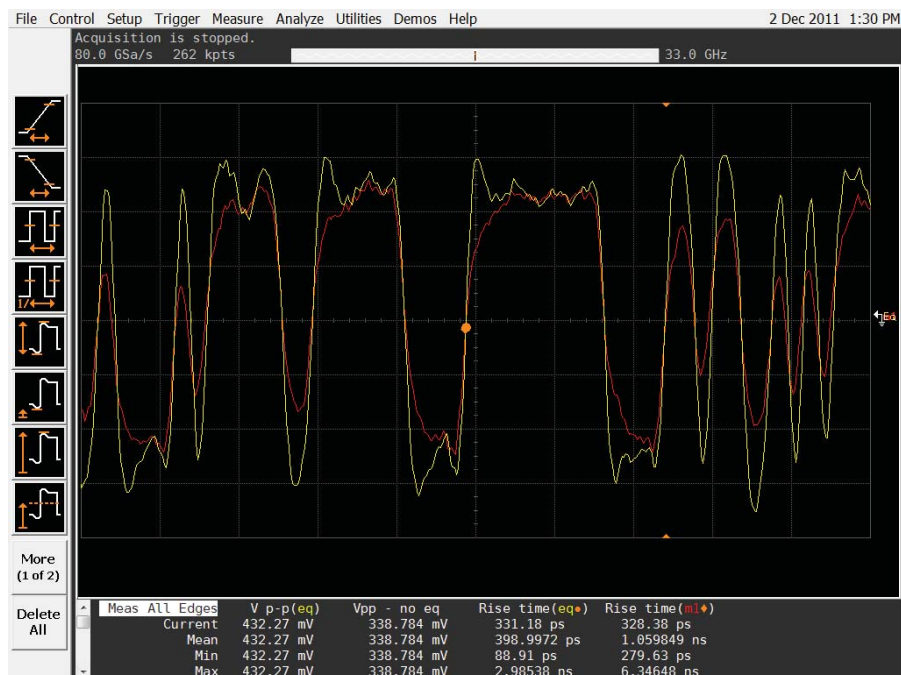 File Control Setup Trigger Measure Analyze Utilities Demos Help 2 Dec 2011 1:30 PM
Acquisition is stopped.
80.0 GSa/s 262 kpts 33.0 GHz
1/
More
(1 of 2)
Delete
All
Meas All Edges V p-p(eq) Vpp - no eq Rise time(eq●) Rise time(m1♦)
Current 432.27 mV 338.784 mV 331.18 ps 328.38 ps
Mean 432.27 mV 338.784 mV 398.9972 ps 1.059849 ns
Min 432.27 mV 338.784 mV 88.91 ps 279.63 ps
Max 432.27 mV 338.784 mV 2.98538 ns 6.34648 ns